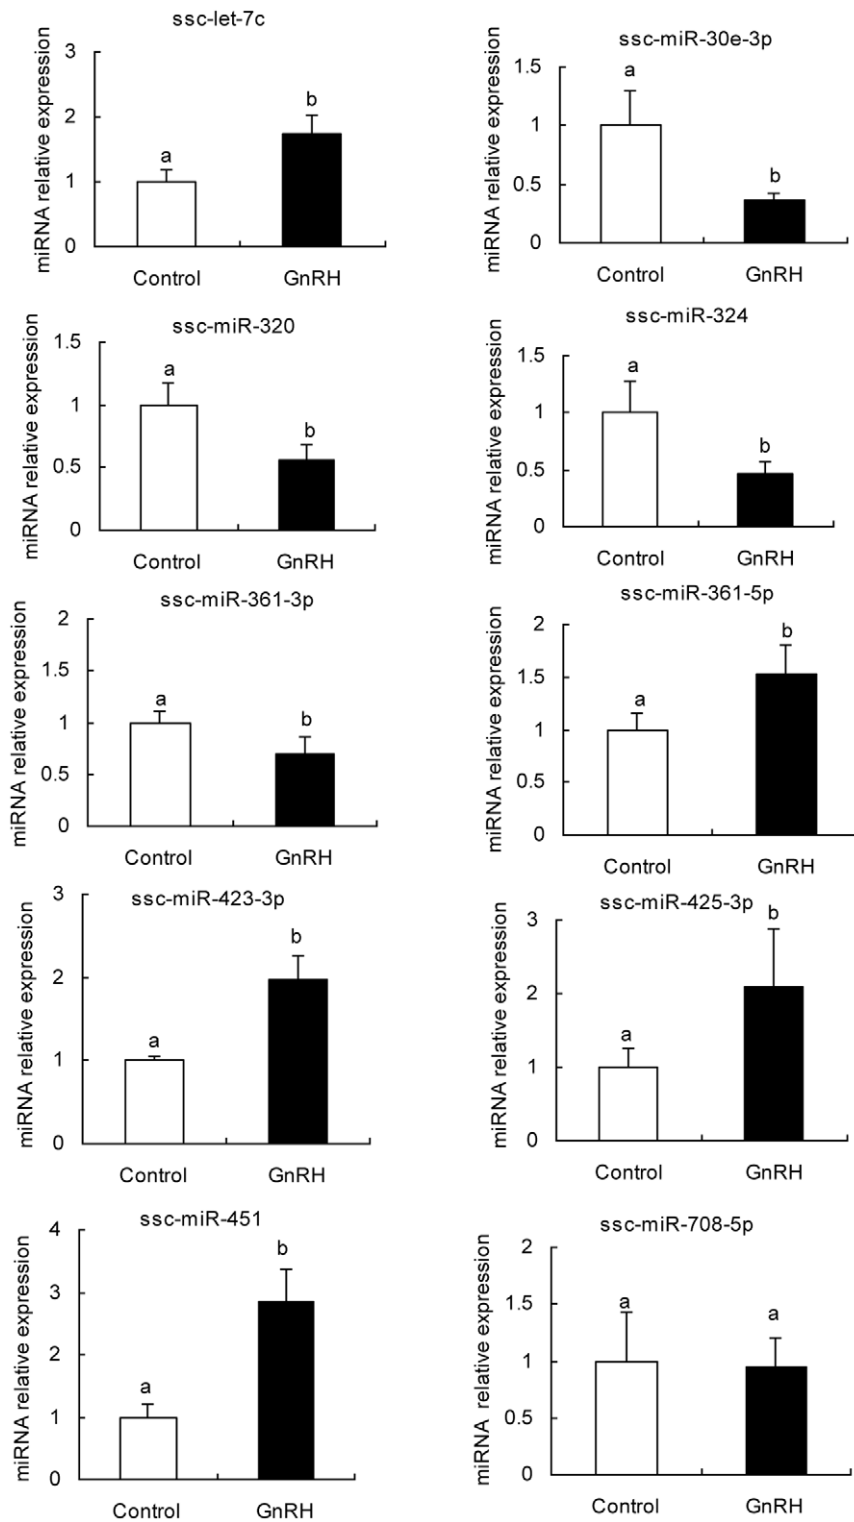 ssc-let-7c
miRNA relative expression
3
2
1
0
a
b
Control GnRH
ssc-miR-30e-3p
miRNA relative expression
1.5
1
0.5
0
a
b
Control GnRH
ssc-miR-320
miRNA relative expression
1.5
1
0.5
0
a
b
Control GnRH
ssc-miR-324
miRNA relative expression
1.5
1
0.5
0
a
b
Control GnRH
ssc-miR-361-3p
miRNA relative expression
2
1.5
1
0.5
0
a
b
Control GnRH
ssc-miR-361-5p
miRNA relative expression
2
1.5
1
0.5
0
a
b
Control GnRH
ssc-miR-423-3p
miRNA relative expression
3
2
1
0
a
b
Control GnRH
ssc-miR-425-3p
miRNA relative expression
3
2
1
0
a
b
Control GnRH
ssc-miR-451
miRNA relative expression
4
3
2
1
0
a
b
Control GnRH
ssc-miR-708-5p
miRNA relative expression
2
1.5
1
0.5
0
a
a
Control GnRH